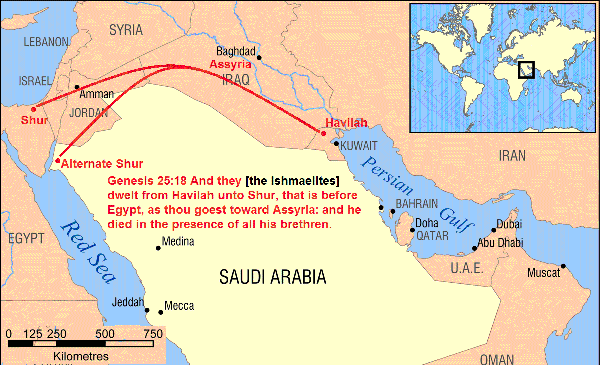 SYRIA
LEBANON
Baghdad
Assyria
IRAQ
ISRAEL
Amman
JORDAN
Shur
Havilah
KUWAIT
IRAN
Alternate Shur
Genesis 25:18 And they [the Ishmaelites]
dwelt from Havilah unto Shur, that is before
Egypt, as thou goest toward Assyria: and he
died in the presence of all his brethren.
Persian Gulf
BAHRAIN
Doha
QATAR
Dubai
Abu Dhabi
U.A.E.
Muscat
EGYPT
Red Sea
Medina
SAUDI ARABIA
Jeddah
Mecca
OMAN
0 125 250 500 750
Kilometres